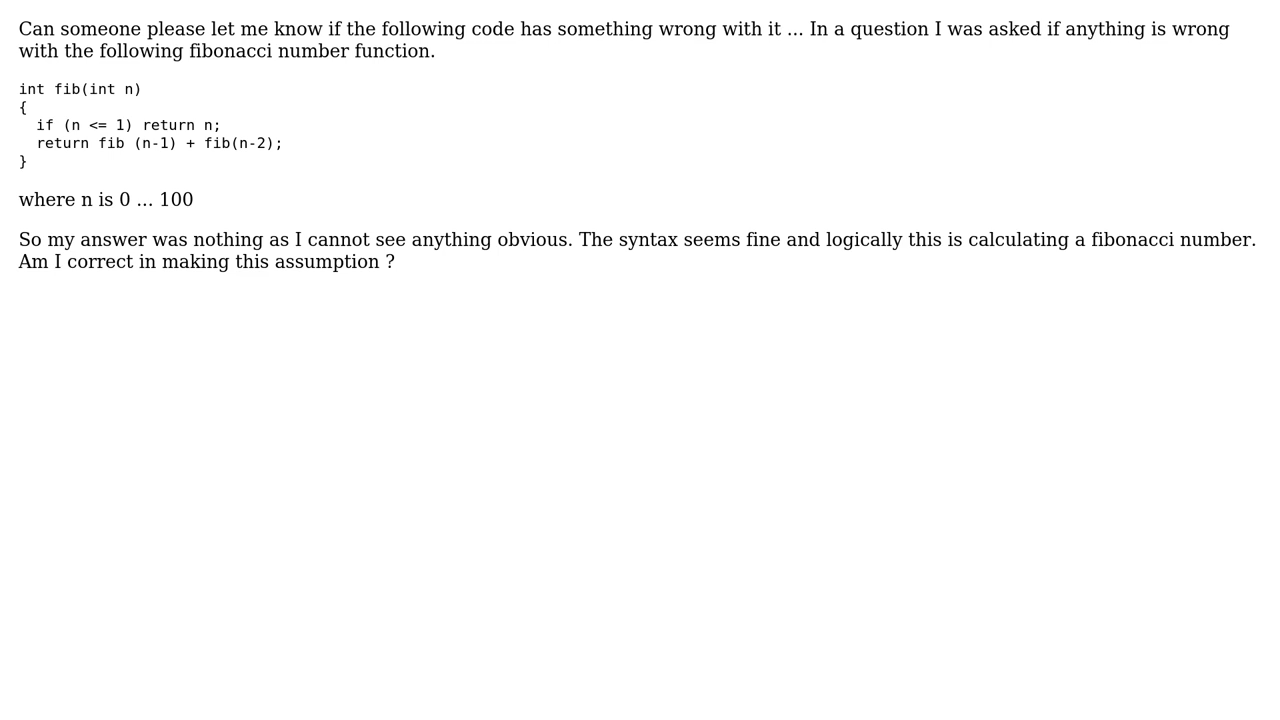 Can someone please let me know if the following code has something wrong with it ... In a question I was asked if anything is wrong
with the following fibonacci number function.
int fib(int n)
{
  if (n <= 1) return n;
  return fib (n-1) + fib(n-2);
}
where n is 0 ... 100
So my answer was nothing as I cannot see anything obvious. The syntax seems fine and logically this is calculating a fibonacci number.
Am I correct in making this assumption ?